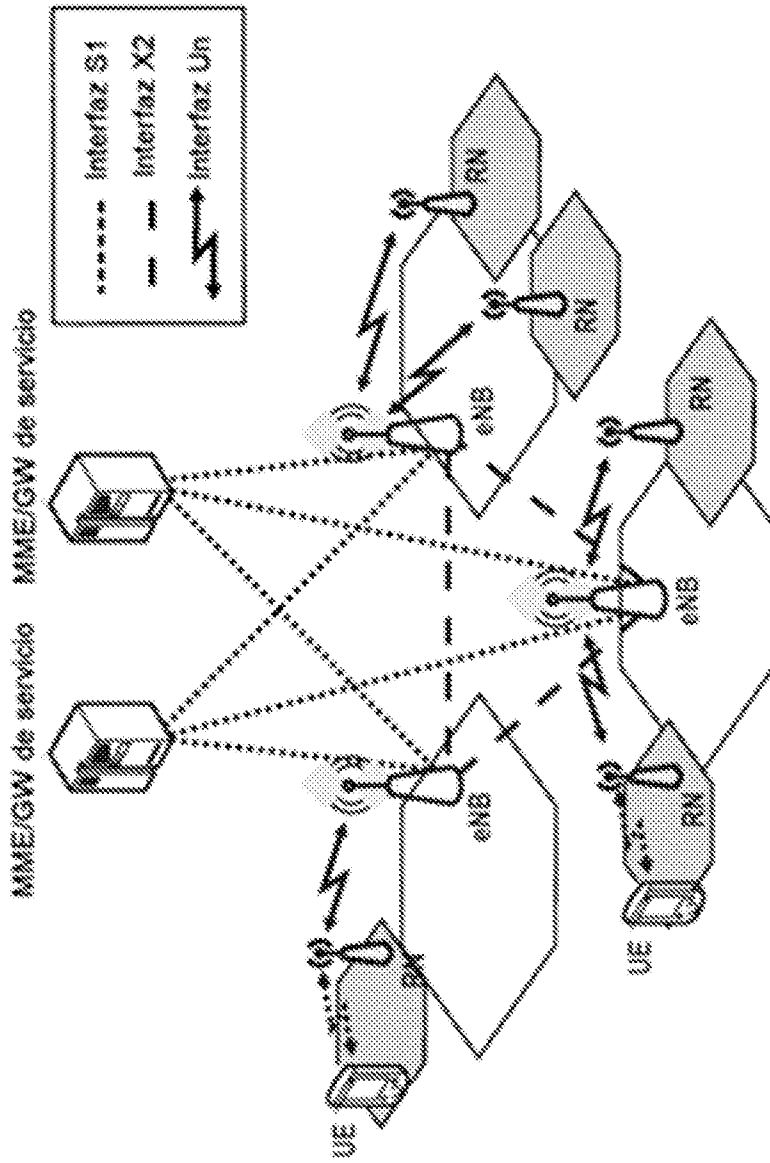 MME/GW de servicio
MME/GW de servicio
Interfaz S1
Interfaz X2
Interfaz Un
UE
RN
eNB
eNB
RN
RN
UE
RN
eNB
RN